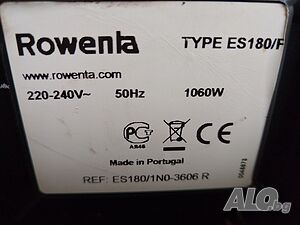 Rowenta TYPE ES180/F
www.rowenta.com
220-240V~ 50Hz 1060W
AR46
Made in Portugal
REF: ES180/1N0-3606 R
ALO.bg